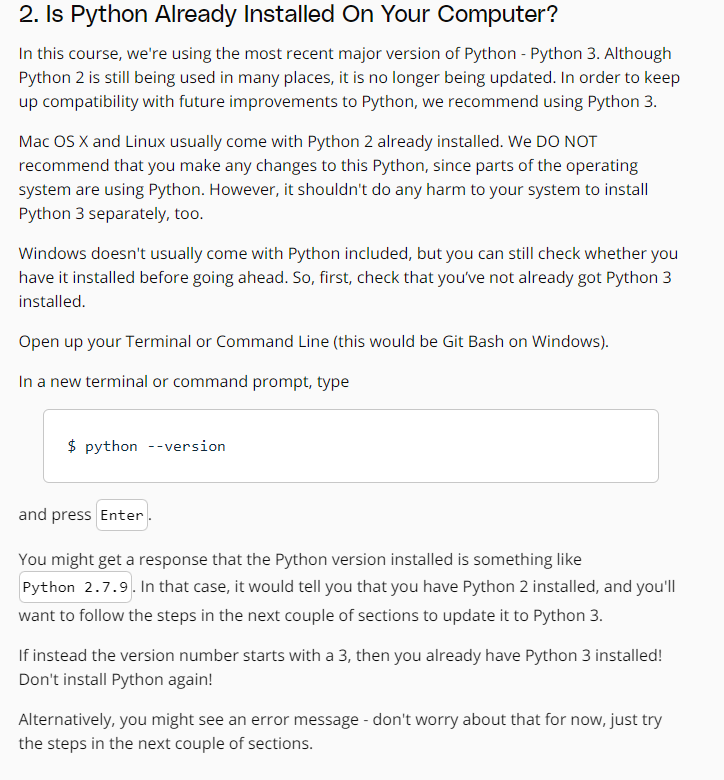 2. Is Python Already Installed On Your Computer?
In this course, we're using the most recent major version of Python - Python 3. Although
Python 2 is still being used in many places, it is no longer being updated. In order to keep
up compatibility with future improvements to Python, we recommend using Python 3.
Mac OS X and Linux usually come with Python 2 already installed. We DO NOT
recommend that you make any changes to this Python, since parts of the operating
system are using Python. However, it shouldn't do any harm to your system to install
Python 3 separately, too.
Windows doesn't usually come with Python included, but you can still check whether you
have it installed before going ahead. So, first, check that you've not already got Python 3
installed.
Open up your Terminal or Command Line (this would be Git Bash on Windows).
In a new terminal or command prompt, type
$ python --version
and press Enter.
You might get a response that the Python version installed is something like
Python 2.7.9. In that case, it would tell you that you have Python 2 installed, and you'll
want to follow the steps in the next couple of sections to update it to Python 3.
If instead the version number starts with a 3, then you already have Python 3 installed!
Don't install Python again!
Alternatively, you might see an error message - don't worry about that for now, just try
the steps in the next couple of sections.